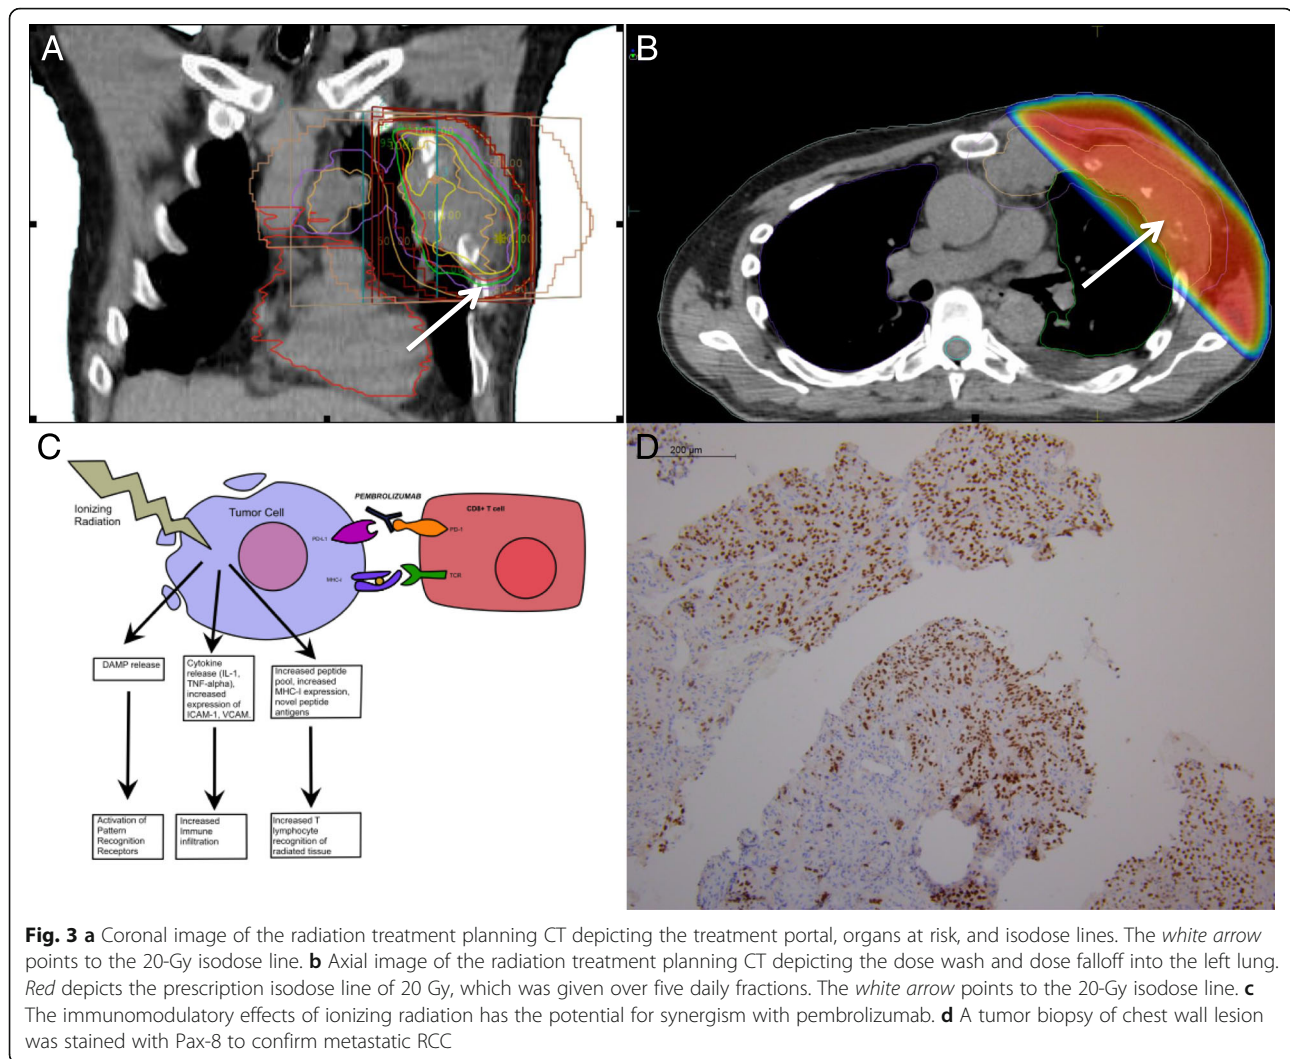 A
B
95
100.00
C
Ionizing
Radiation
Tumor Cell
PEMBROLIZUMAB
CD8+ T cell
PD-L1
PD-1
MHC-I
TCR
DAMP release
Cytokine
release (IL-1,
TNF-alpha),
increased
expression of
ICAM-1, VCAM.
Increased peptide
pool, increased
MHC-I expression,
novel peptide
antigens
Activation of
Pattern
Recognition
Receptors
Increased
Immune
infiltration
Increased T
lymphocyte
recognition of
radiated tissue
D
200 µm
Fig. 3 a Coronal image of the radiation treatment planning CT depicting the treatment portal, organs at risk, and isodose lines. The white arrow
points to the 20-Gy isodose line. b Axial image of the radiation treatment planning CT depicting the dose wash and dose falloff into the left lung.
Red depicts the prescription isodose line of 20 Gy, which was given over five daily fractions. The white arrow points to the 20-Gy isodose line. c
The immunomodulatory effects of ionizing radiation has the potential for synergism with pembrolizumab. d A tumor biopsy of chest wall lesion
was stained with Pax-8 to confirm metastatic RCC